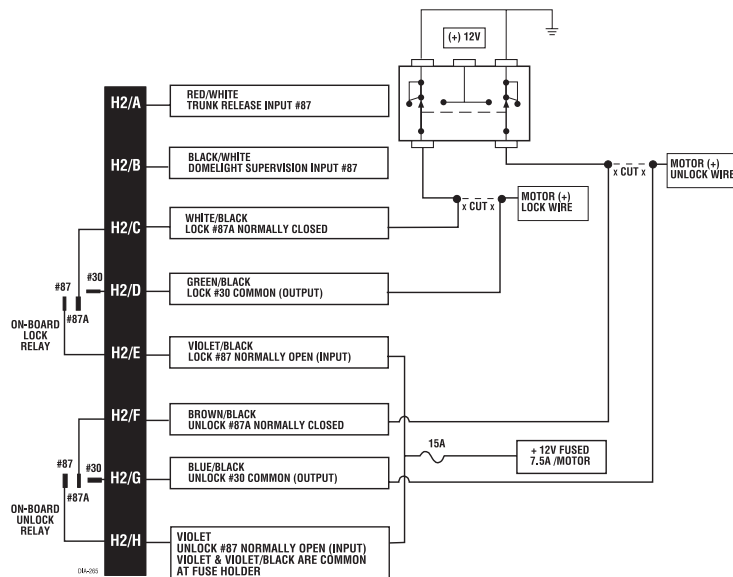 (+) 12V
H2/A
RED/WHITE
TRUNK RELEASE INPUT #87
H2/B
BLACK/WHITE
DOMELIGHT SUPERVISION INPUT #87
MOTOR (+)
UNLOCK WIRE
x CUT x
MOTOR (+)
LOCK WIRE
x CUT x
H2/C
WHITE/BLACK
LOCK #87A NORMALLY CLOSED
#87
#30
#87A
ON-BOARD
LOCK
RELAY
H2/D
GREEN/BLACK
LOCK #30 COMMON (OUTPUT)
H2/E
VIOLET/BLACK
LOCK #87 NORMALLY OPEN (INPUT)
H2/F
BROWN/BLACK
UNLOCK #87A NORMALLY CLOSED
15A
+ 12V FUSED
7.5A /MOTOR
#87
#30
#87A
ON-BOARD
UNLOCK
RELAY
H2/G
BLUE/BLACK
UNLOCK #30 COMMON (OUTPUT)
H2/H
VIOLET
UNLOCK #87 NORMALLY OPEN (INPUT)
VIOLET & VIOLET/BLACK ARE COMMON
AT FUSE HOLDER
DIA-265